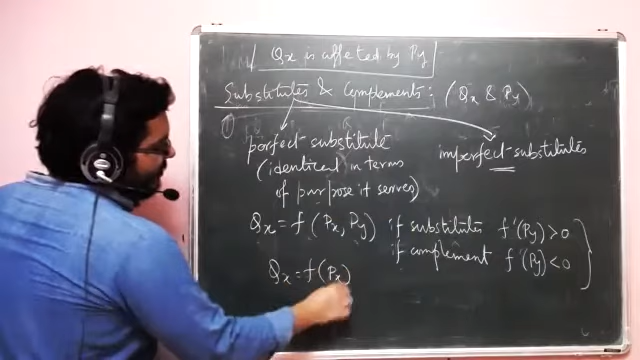 Qx is affected by Py
Substitutes & Complements: (Qx & Py)
①
perfect-substitute
(identical in terms
of purpose it serves)
imperfect-substitutes
Qx = f (Px, Py) if substitutes f'(Py) > 0
if complement f'(Py) < 0
Qx = f(Px)